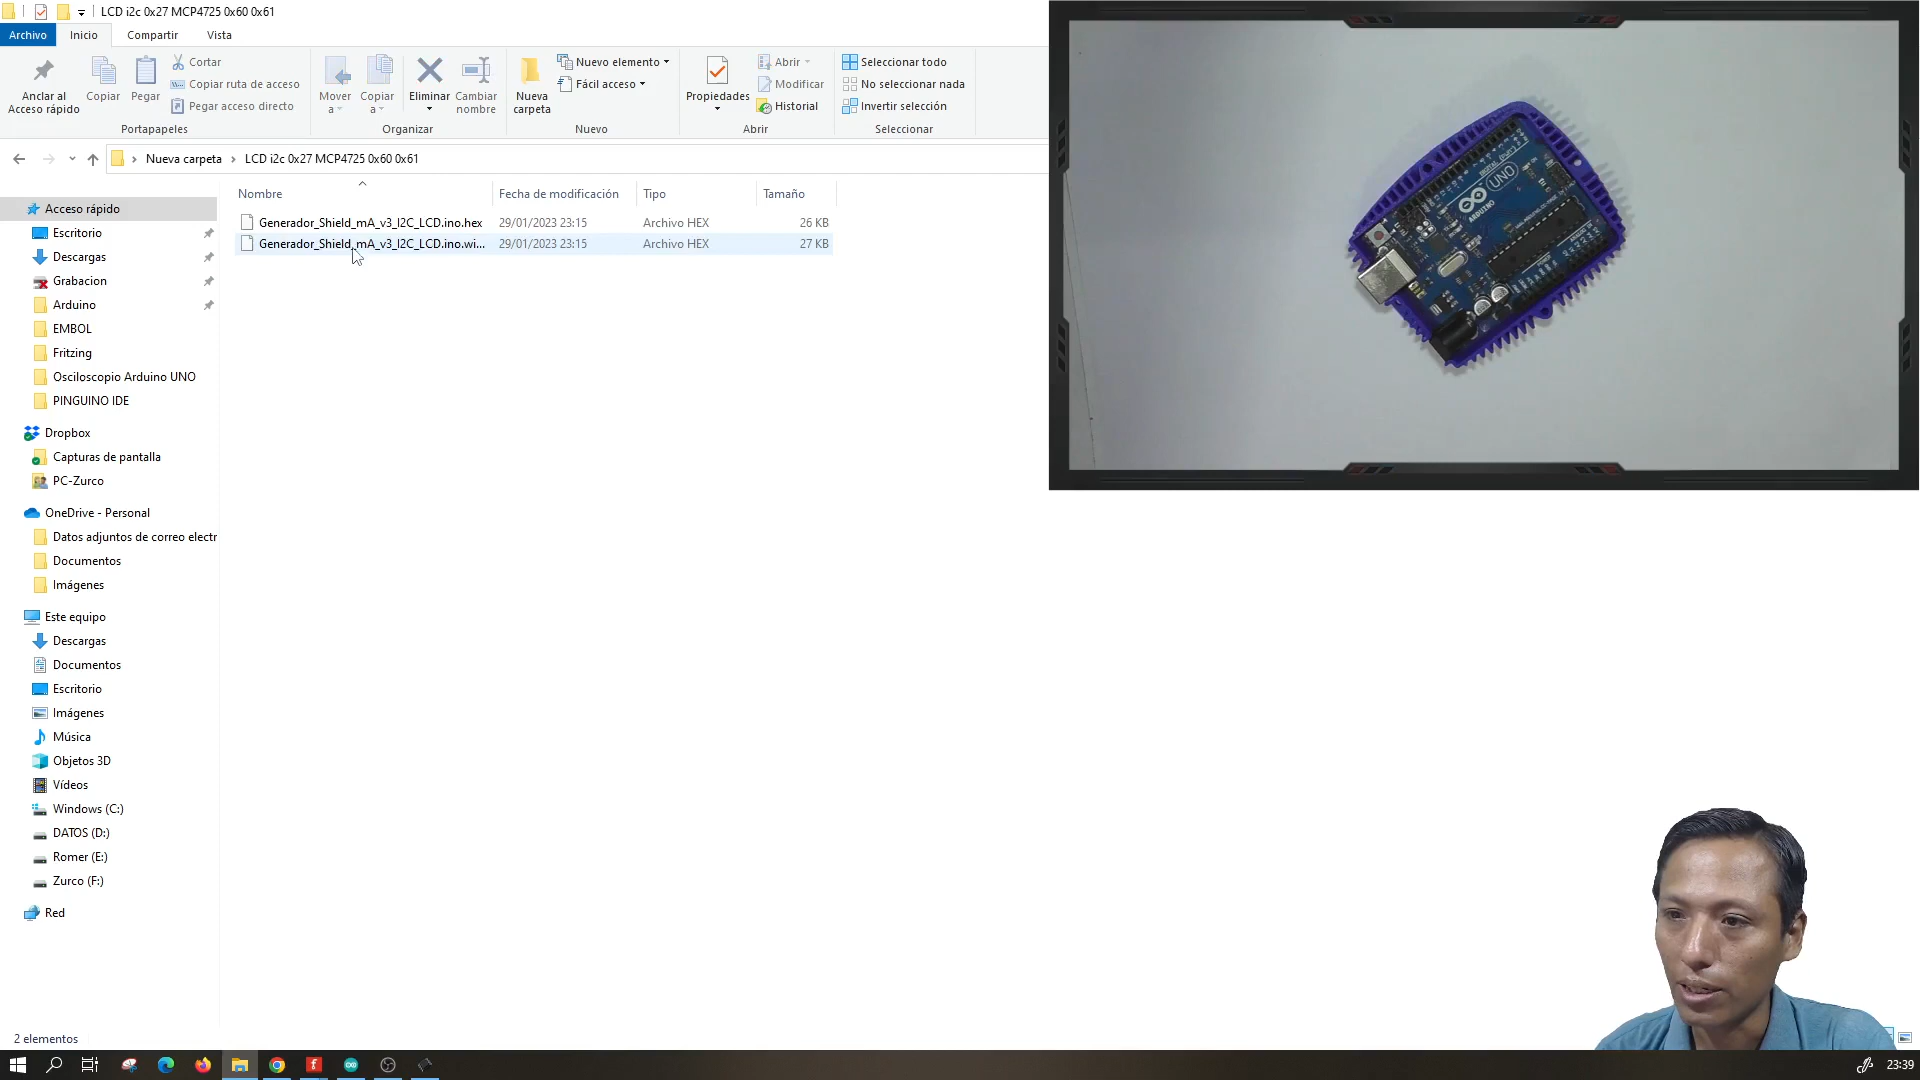 LCD i2c 0x27 MCP4725 0x60 0x61
Archivo
Inicio
Compartir
Vista
Anclar al
Acceso rápido
Copiar
Pegar
Cortar
Copiar ruta de acceso
Pegar acceso directo
Portapapeles
Mover
a
Copiar
a
Eliminar
Cambiar
nombre
Organizar
Nueva
carpeta
Nuevo elemento
Fácil acceso
Nuevo
Propiedades
Abrir
Modificar
Historial
Abrir
Seleccionar todo
No seleccionar nada
Invertir selección
Seleccionar
Nueva carpeta > LCD i2c 0x27 MCP4725 0x60 0x61
Nombre
Fecha de modificación
Tipo
Tamaño
Generador_Shield_mA_v3_I2C_LCD.ino.hex 29/01/2023 23:15 Archivo HEX 26 KB
Generador_Shield_mA_v3_I2C_LCD.ino.wi... 29/01/2023 23:15 Archivo HEX 27 KB
Acceso rápido
Escritorio
Descargas
Grabacion
Arduino
EMBOL
Fritzing
Osciloscopio Arduino UNO
PINGUINO IDE
Dropbox
Capturas de pantalla
PC-Zurco
OneDrive - Personal
Datos adjuntos de correo electr
Documentos
Imágenes
Este equipo
Descargas
Documentos
Escritorio
Imágenes
Música
Objetos 3D
Vídeos
Windows (C:)
DATOS (D:)
Romer (E:)
Zurco (F:)
Red
2 elementos
UNO
ARDUINO
23:39